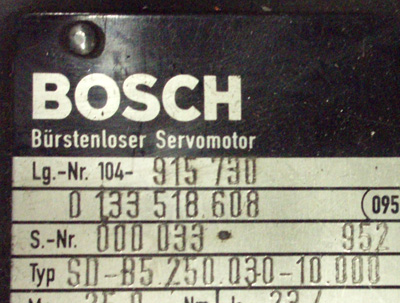 BOSCH
Bürstenloser Servomotor
Lg.-Nr. 104- 915 730
0 133 518 608 (095
S.-Nr. 000 033 • 952
Typ SD-B5.250.030-10.000
Nm